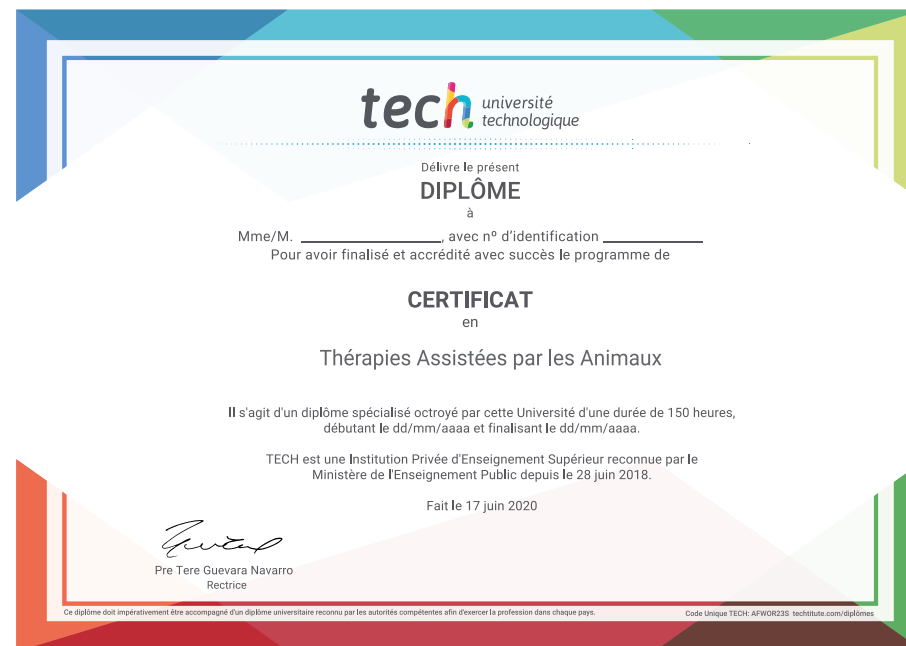 tech université
technologique
Délivre le présent
DIPLÔME
à
Mme/M. ____________________, avec nº d'identification ______________
Pour avoir finalisé et accrédité avec succès le programme de
CERTIFICAT
en
Thérapies Assistées par les Animaux
Il s'agit d'un diplôme spécialisé octroyé par cette Université d'une durée de 150 heures,
débutant le dd/mm/aaaa et finalisant le dd/mm/aaaa.
TECH est une Institution Privée d'Enseignement Supérieur reconnue par le
Ministère de l'Enseignement Public depuis le 28 juin 2018.
Fait le 17 juin 2020
Pre Tere Guevara Navarro
Rectrice
Ce diplôme doit impérativement être accompagné d'un diplôme universitaire reconnu par les autorités compétentes afin d'exercer la profession dans chaque pays.
Code Unique TECH: AFWOR23S techtitute.com/diplômes